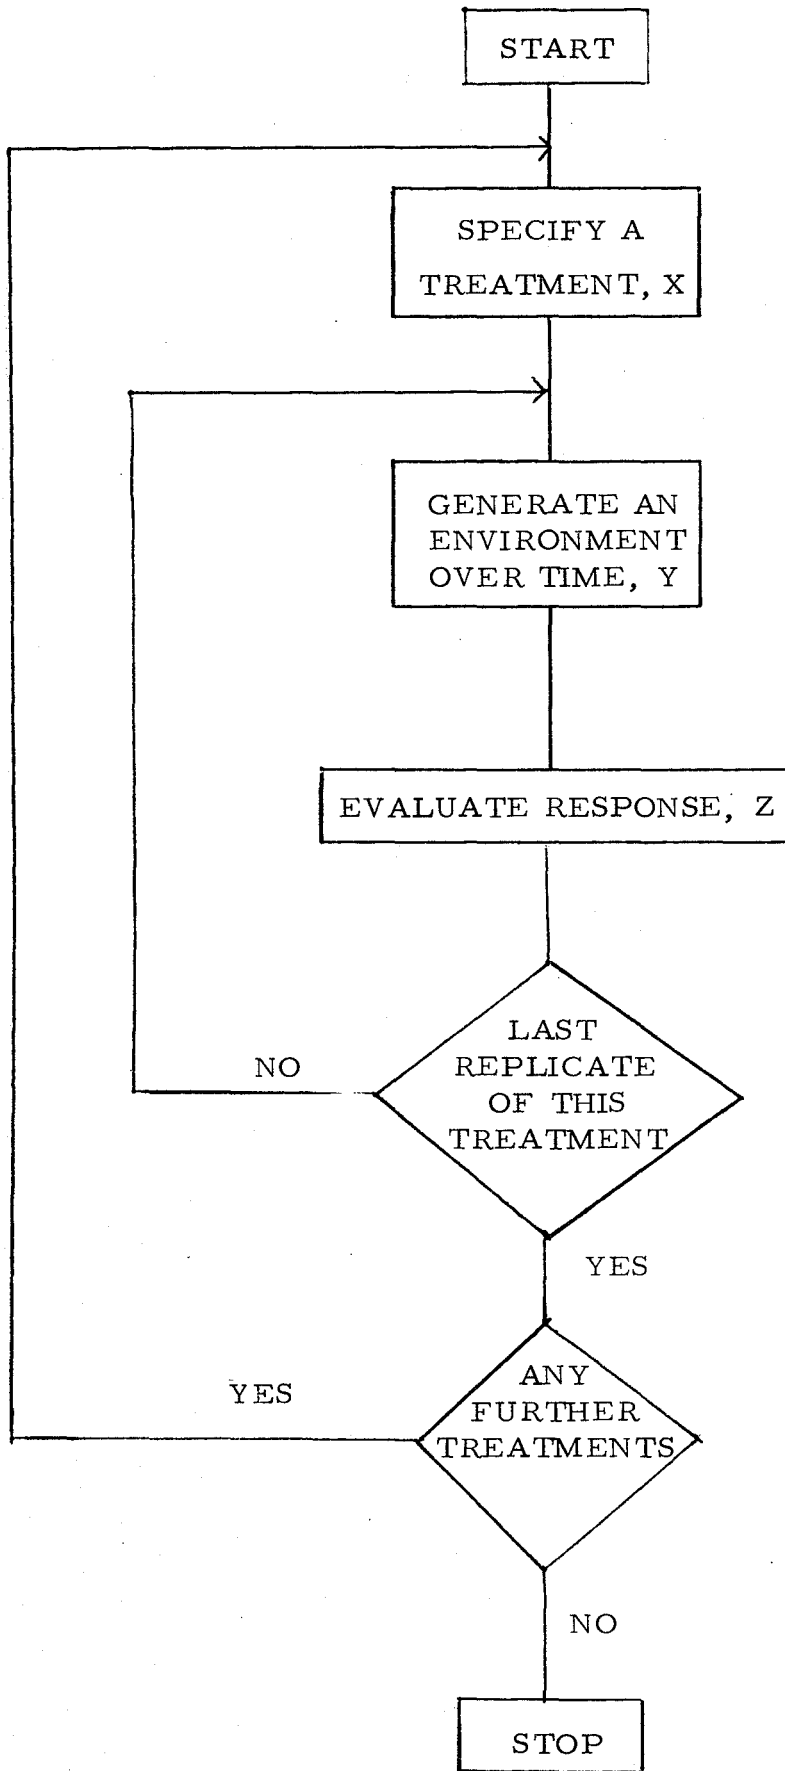 START
SPECIFY A
TREATMENT, X
GENERATE AN
ENVIRONMENT
OVER TIME, Y
EVALUATE RESPONSE, Z
LAST
REPLICATE
OF THIS
TREATMENT
NO
YES
ANY
FURTHER
TREATMENTS
YES
NO
STOP